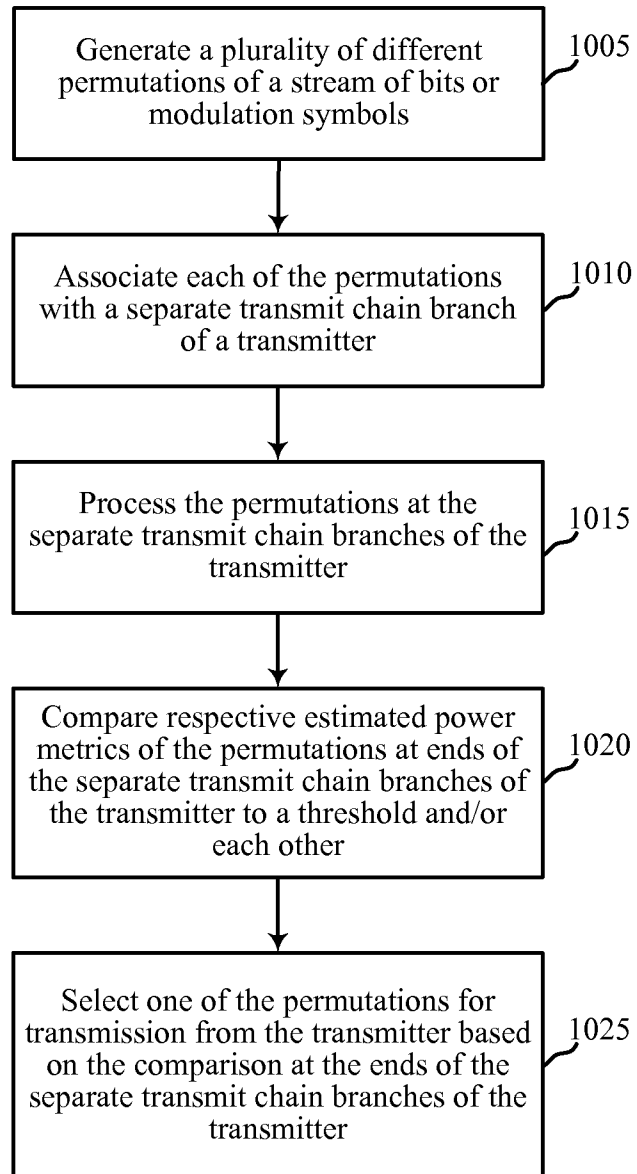 Generate a plurality of different
permutations of a stream of bits or
modulation symbols
1005
Associate each of the permutations
with a separate transmit chain branch
of a transmitter
1010
Process the permutations at the
separate transmit chain branches of the
transmitter
1015
Compare respective estimated power
metrics of the permutations at ends of
the separate transmit chain branches of
the transmitter to a threshold and/or
each other
1020
Select one of the permutations for
transmission from the transmitter based
on the comparison at the ends of the
separate transmit chain branches of the
transmitter
1025